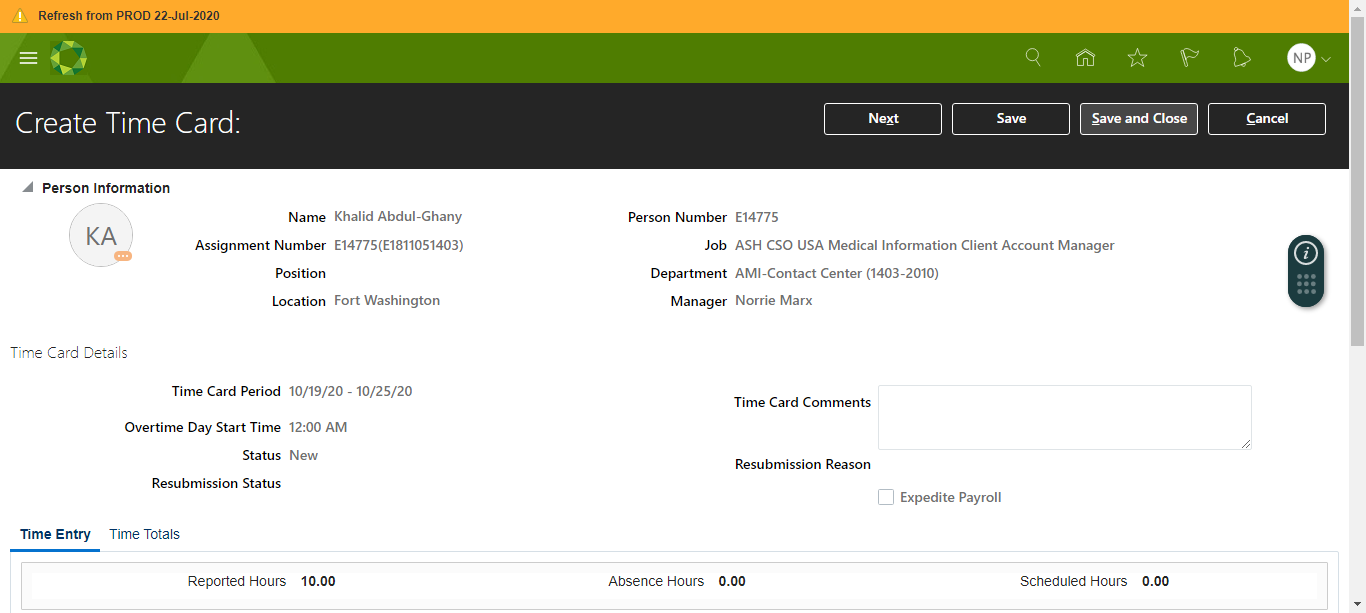 Refresh from PROD 22-Jul-2020
NP
Create Time Card:
Next Save Save and Close Cancel
Person Information
KA
Name Khalid Abdul-Ghany Person Number E14775
Assignment Number E14775(E1811051403) Job ASH CSO USA Medical Information Client Account Manager
Position Department AMI-Contact Center (1403-2010)
Location Fort Washington Manager Norrie Marx
Time Card Details
Time Card Period 10/19/20 - 10/25/20
Time Card Comments
Overtime Day Start Time 12:00 AM
Status New
Resubmission Reason
Resubmission Status
Expedite Payroll
Time Entry Time Totals
Reported Hours 10.00 Absence Hours 0.00 Scheduled Hours 0.00